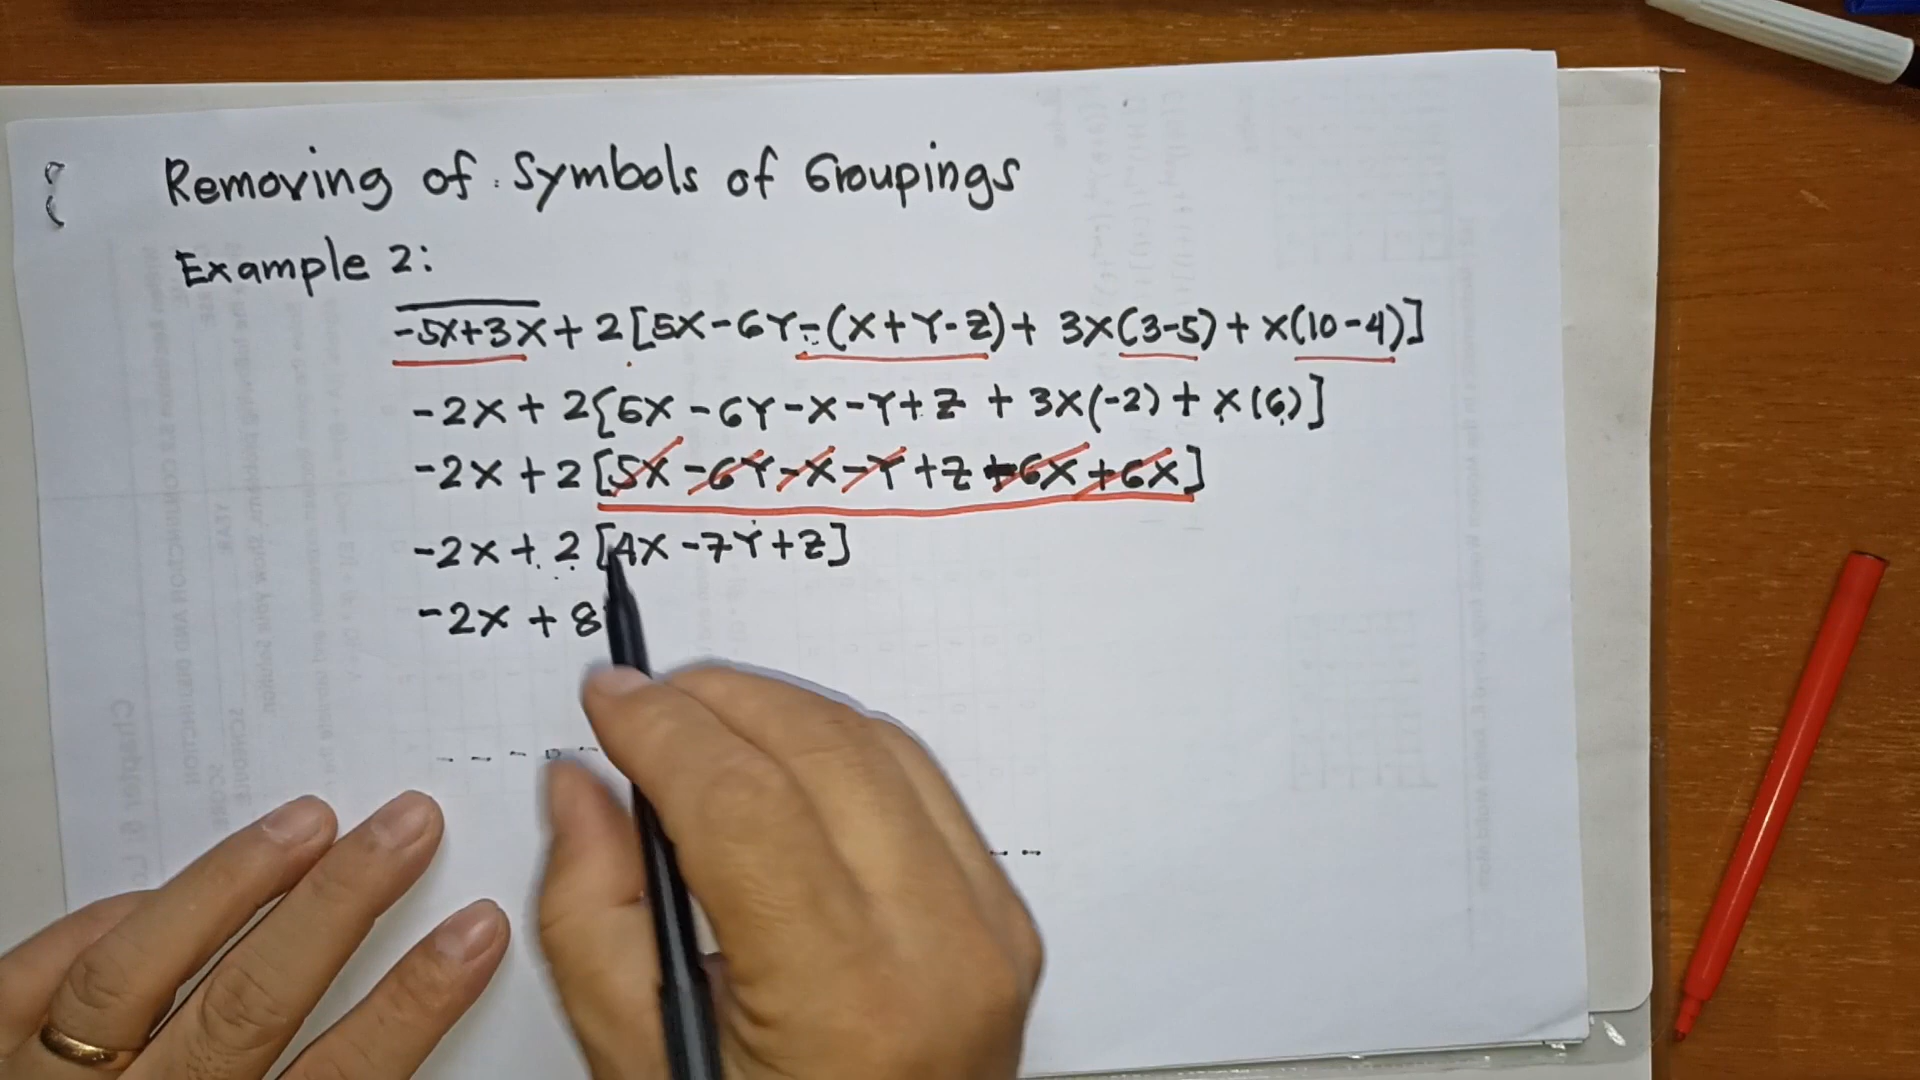 Removing of Symbols of Groupings
Example 2:
-5X+3X + 2[5X-6Y-(X+Y-Z)+ 3X(3-5)+ X(10-4)]
-2X + 2[5X -6Y-X-Y+Z + 3X(-2)+ X(6)]
-2X + 2[5X-6Y-X-Y+Z-6X+6X]
-2X + 2[4X-7Y+Z]
-2X + 8